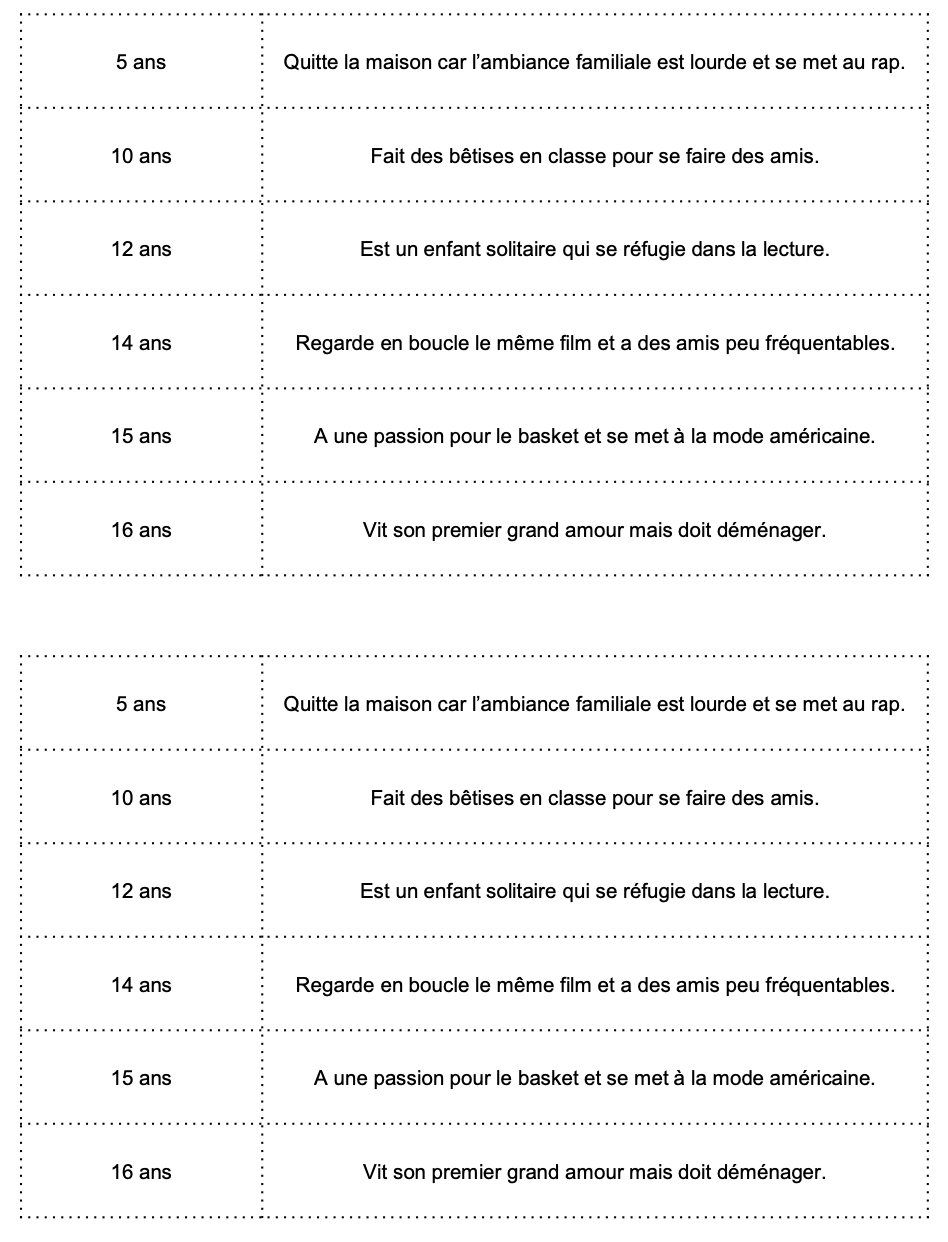 5 ans Quitte la maison car l’ambiance familiale est lourde et se met au rap.
10 ans Fait des bêtises en classe pour se faire des amis.
12 ans Est un enfant solitaire qui se réfugie dans la lecture.
14 ans Regarde en boucle le même film et a des amis peu fréquentables.
15 ans A une passion pour le basket et se met à la mode américaine.
16 ans Vit son premier grand amour mais doit déménager.
5 ans Quitte la maison car l’ambiance familiale est lourde et se met au rap.
10 ans Fait des bêtises en classe pour se faire des amis.
12 ans Est un enfant solitaire qui se réfugie dans la lecture.
14 ans Regarde en boucle le même film et a des amis peu fréquentables.
15 ans A une passion pour le basket et se met à la mode américaine.
16 ans Vit son premier grand amour mais doit déménager.